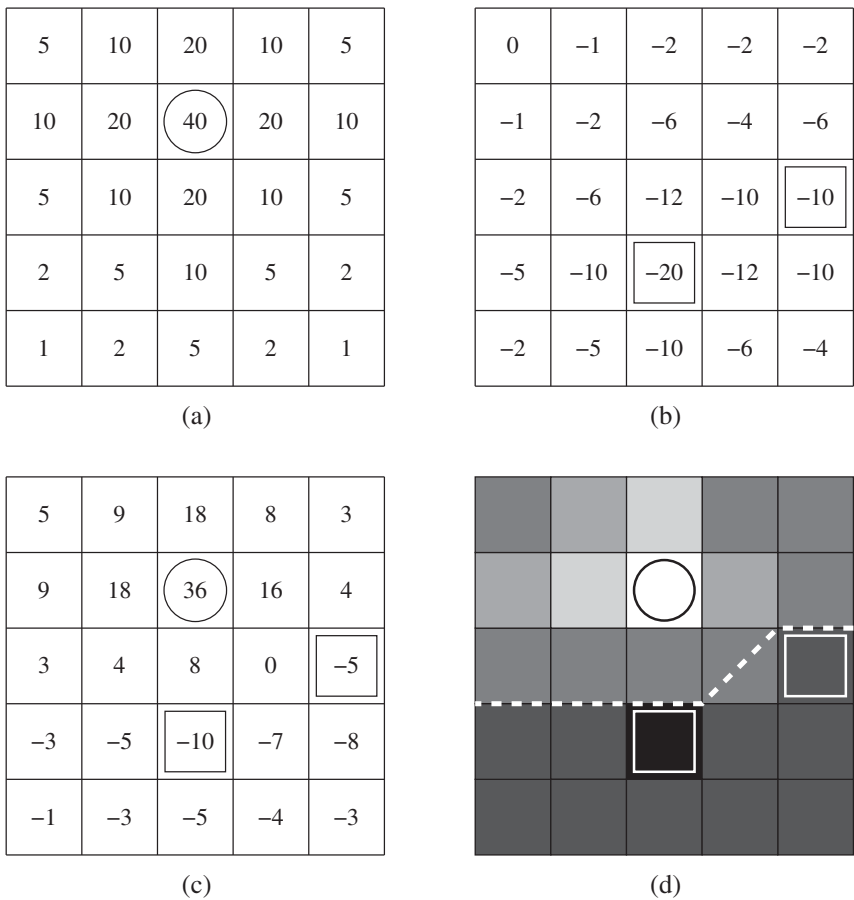 5 10 20 10 5
10 20 40 20 10
5 10 20 10 5
2 5 10 5 2
1 2 5 2 1
(a)
0 −1 −2 −2 −2
−1 −2 −6 −4 −6
−2 −6 −12 −10 −10
−5 −10 −20 −12 −10
−2 −5 −10 −6 −4
(b)
5 9 18 8 3
9 18 36 16 4
3 4 8 0 −5
−3 −5 −10 −7 −8
−1 −3 −5 −4 −3
(c)
(d)